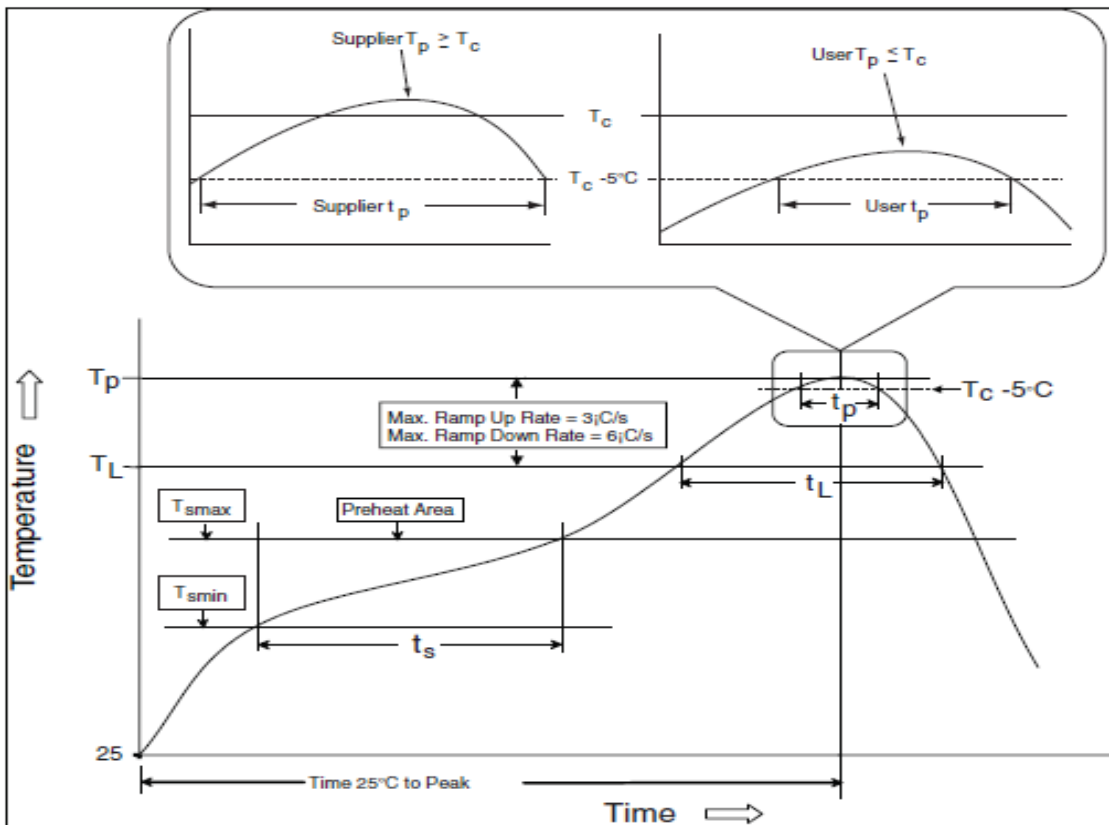 Supplier Tp ≥ Tc
User Tp ≤ Tc
Tc
Tc -5°C
Supplier tp
User tp
Tp
Tc -5°C
tp
Max. Ramp Up Rate = 3¡C/s
Max. Ramp Down Rate = 6¡C/s
TL
tL
Tsmax
Preheat Area
Tsmin
ts
Temperature
25
Time 25°C to Peak
Time